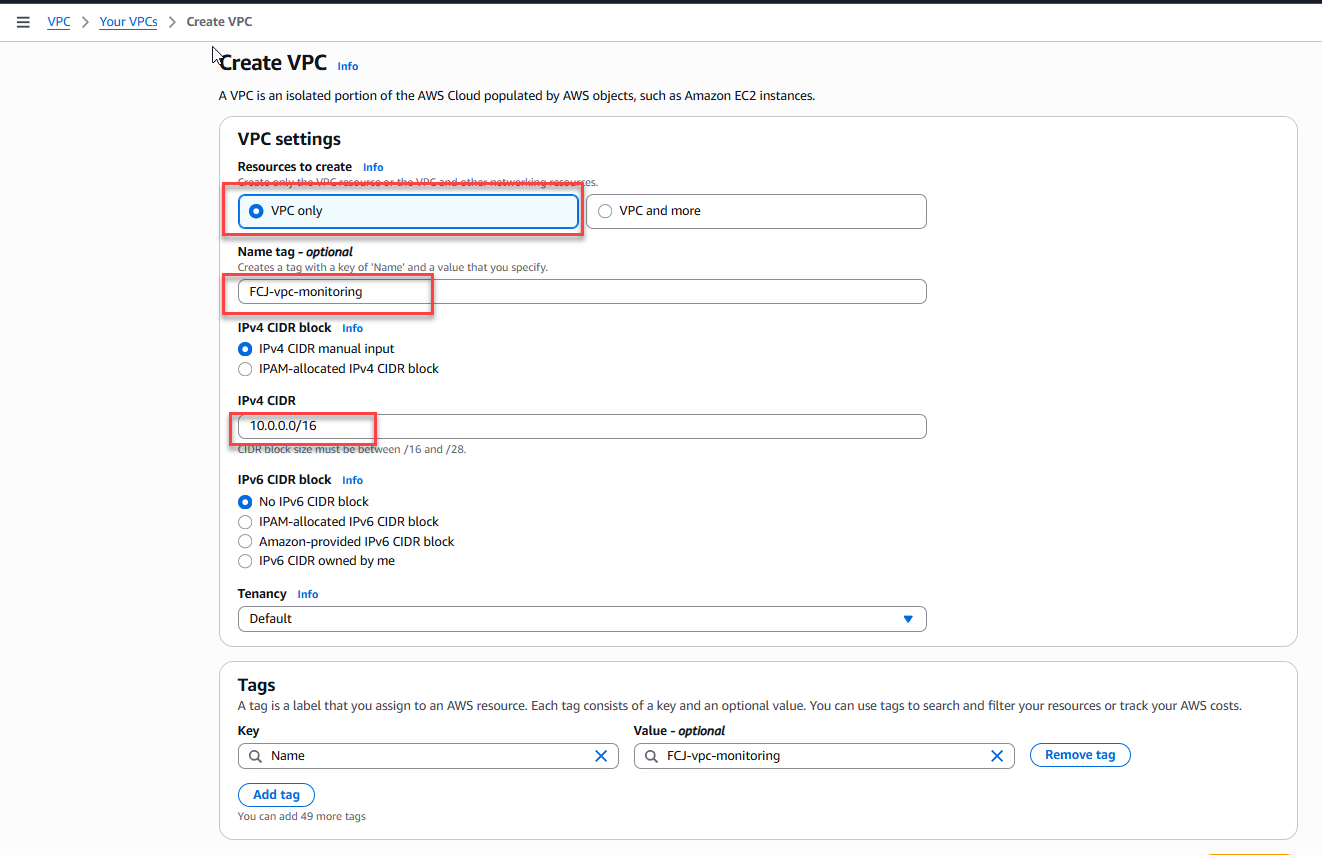 VPC > Your VPCs > Create VPC
Create VPC Info
A VPC is an isolated portion of the AWS Cloud populated by AWS objects, such as Amazon EC2 instances.
VPC settings
Resources to create Info
Create only the VPC resource or the VPC and other networking resources.
VPC only
VPC and more
Name tag - optional
Creates a tag with a key of 'Name' and a value that you specify.
FCJ-vpc-monitoring
IPv4 CIDR block Info
IPv4 CIDR manual input
IPAM-allocated IPv4 CIDR block
IPv4 CIDR
10.0.0.0/16
CIDR block size must be between /16 and /28.
IPv6 CIDR block Info
No IPv6 CIDR block
IPAM-allocated IPv6 CIDR block
Amazon-provided IPv6 CIDR block
IPv6 CIDR owned by me
Tenancy Info
Default
Tags
A tag is a label that you assign to an AWS resource. Each tag consists of a key and an optional value. You can use tags to search and filter your resources or track your AWS costs.
Key
Value - optional
Name
FCJ-vpc-monitoring
Remove tag
Add tag
You can add 49 more tags